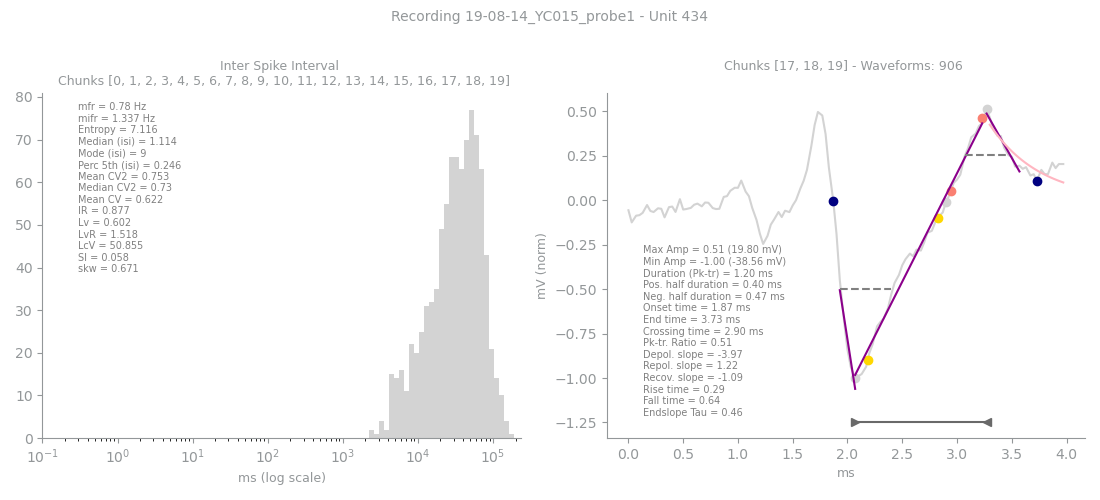 Recording 19-08-14_YC015_probe1 - Unit 434
Inter Spike Interval
Chunks [0, 1, 2, 3, 4, 5, 6, 7, 8, 9, 10, 11, 12, 13, 14, 15, 16, 17, 18, 19]
80
70
60
50
40
30
20
10
0
mfr = 0.78 Hz
mifr = 1.337 Hz
Entropy = 7.116
Median (isi) = 1.114
Mode (isi) = 9
Perc 5th (isi) = 0.246
Mean CV2 = 0.753
Median CV2 = 0.73
Mean CV = 0.622
IR = 0.877
Lv = 0.602
LvR = 1.518
LcV = 50.855
SI = 0.058
skw = 0.671
10⁻¹ 10⁰ 10¹ 10² 10³ 10⁴ 10⁵
ms (log scale)
Chunks [17, 18, 19] - Waveforms: 906
mV (norm)
0.50
0.25
0.00
−0.25
−0.50
−0.75
−1.00
−1.25
Max Amp = 0.51 (19.80 mV)
Min Amp = -1.00 (-38.56 mV)
Duration (Pk-tr) = 1.20 ms
Pos. half duration = 0.40 ms
Neg. half duration = 0.47 ms
Onset time = 1.87 ms
End time = 3.73 ms
Crossing time = 2.90 ms
Pk-tr. Ratio = 0.51
Depol. slope = -3.97
Repol. slope = 1.22
Recov. slope = -1.09
Rise time = 0.29
Fall time = 0.64
Endslope Tau = 0.46
0.0 0.5 1.0 1.5 2.0 2.5 3.0 3.5 4.0
ms